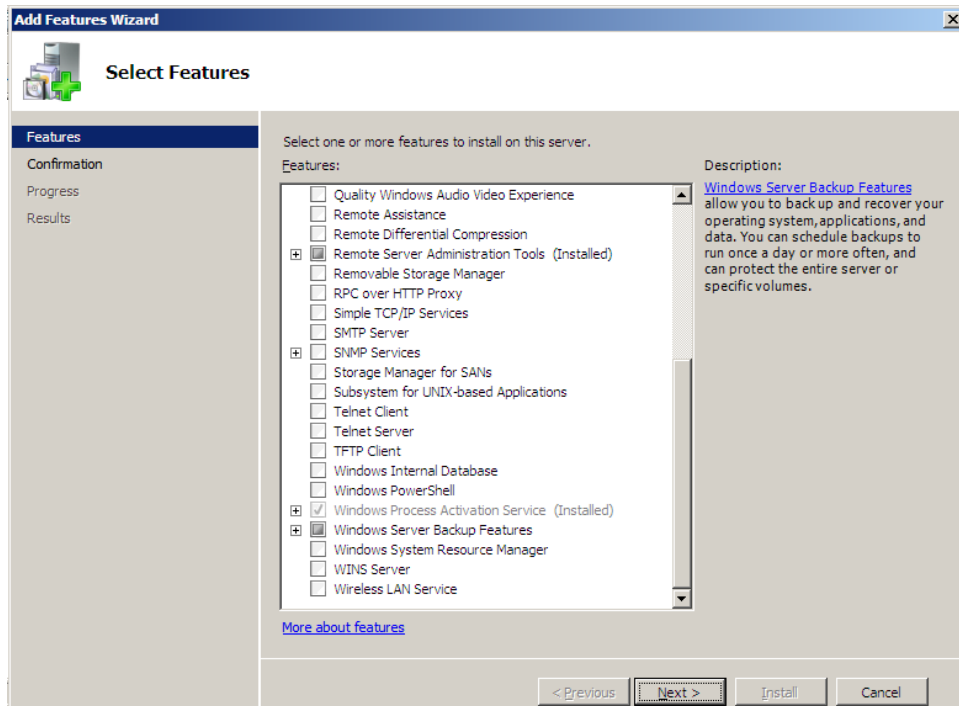 Add Features Wizard
Select Features
Features
Confirmation
Progress
Results
Select one or more features to install on this server.
Features:
Quality Windows Audio Video Experience
Remote Assistance
Remote Differential Compression
Remote Server Administration Tools (Installed)
Removable Storage Manager
RPC over HTTP Proxy
Simple TCP/IP Services
SMTP Server
SNMP Services
Storage Manager for SANs
Subsystem for UNIX-based Applications
Telnet Client
Telnet Server
TFTP Client
Windows Internal Database
Windows PowerShell
Windows Process Activation Service (Installed)
Windows Server Backup Features
Windows System Resource Manager
WINS Server
Wireless LAN Service
More about features
Description:
Windows Server Backup Features
allow you to back up and recover your
operating system, applications, and
data. You can schedule backups to
run once a day or more often, and
can protect the entire server or
specific volumes.
< Previous
Next >
Install
Cancel